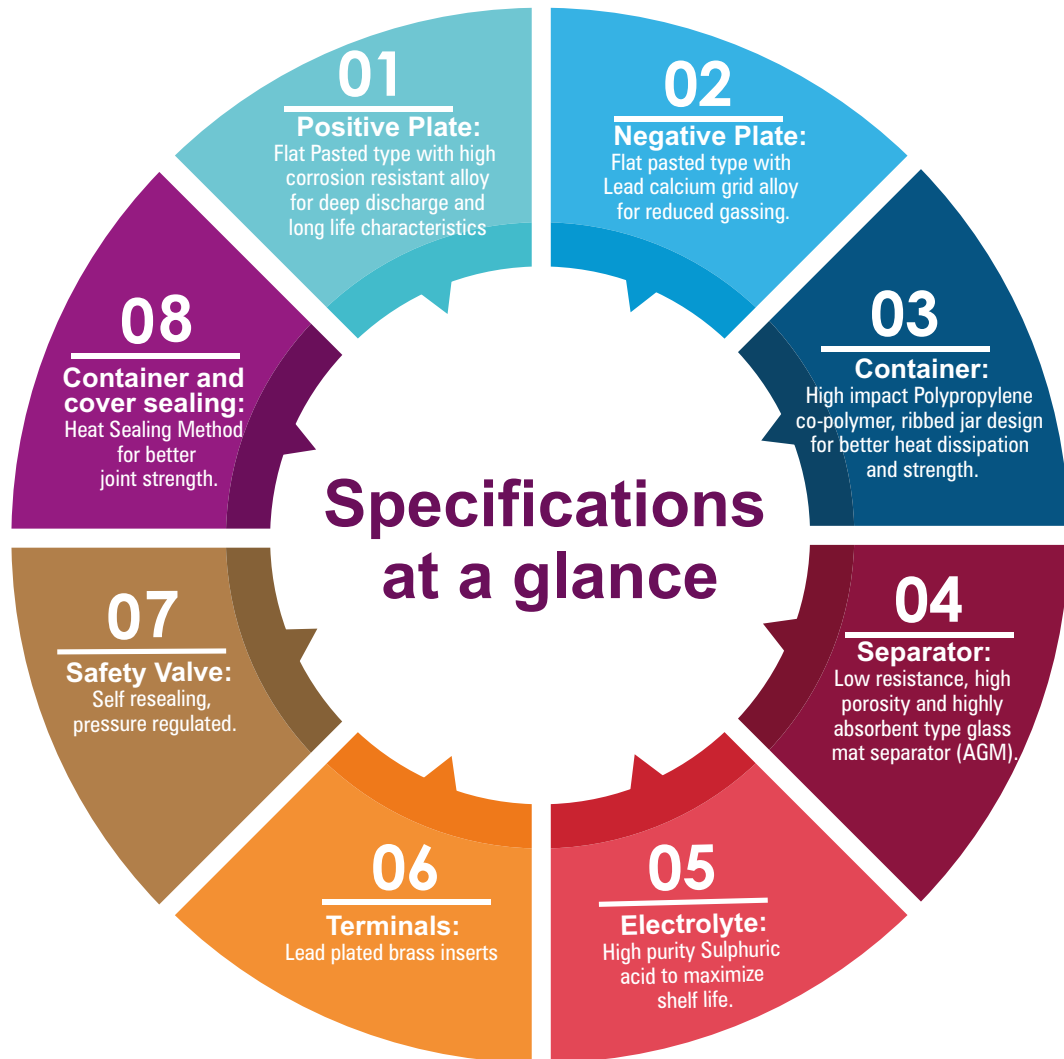 01
Positive Plate:
Flat Pasted type with high
corrosion resistant alloy
for deep discharge and
long life characteristics
02
Negative Plate:
Flat pasted type with
Lead calcium grid alloy
for reduced gassing.
03
Container:
High impact Polypropylene
co-polymer, ribbed jar design
for better heat dissipation
and strength.
04
Separator:
Low resistance, high
porosity and highly
absorbent type glass
mat separator (AGM).
05
Electrolyte:
High purity Sulphuric
acid to maximize
shelf life.
06
Terminals:
Lead plated brass inserts
07
Safety Valve:
Self resealing,
pressure regulated.
08
Container and
cover sealing:
Heat Sealing Method
for better
joint strength.
Specifications
at a glance